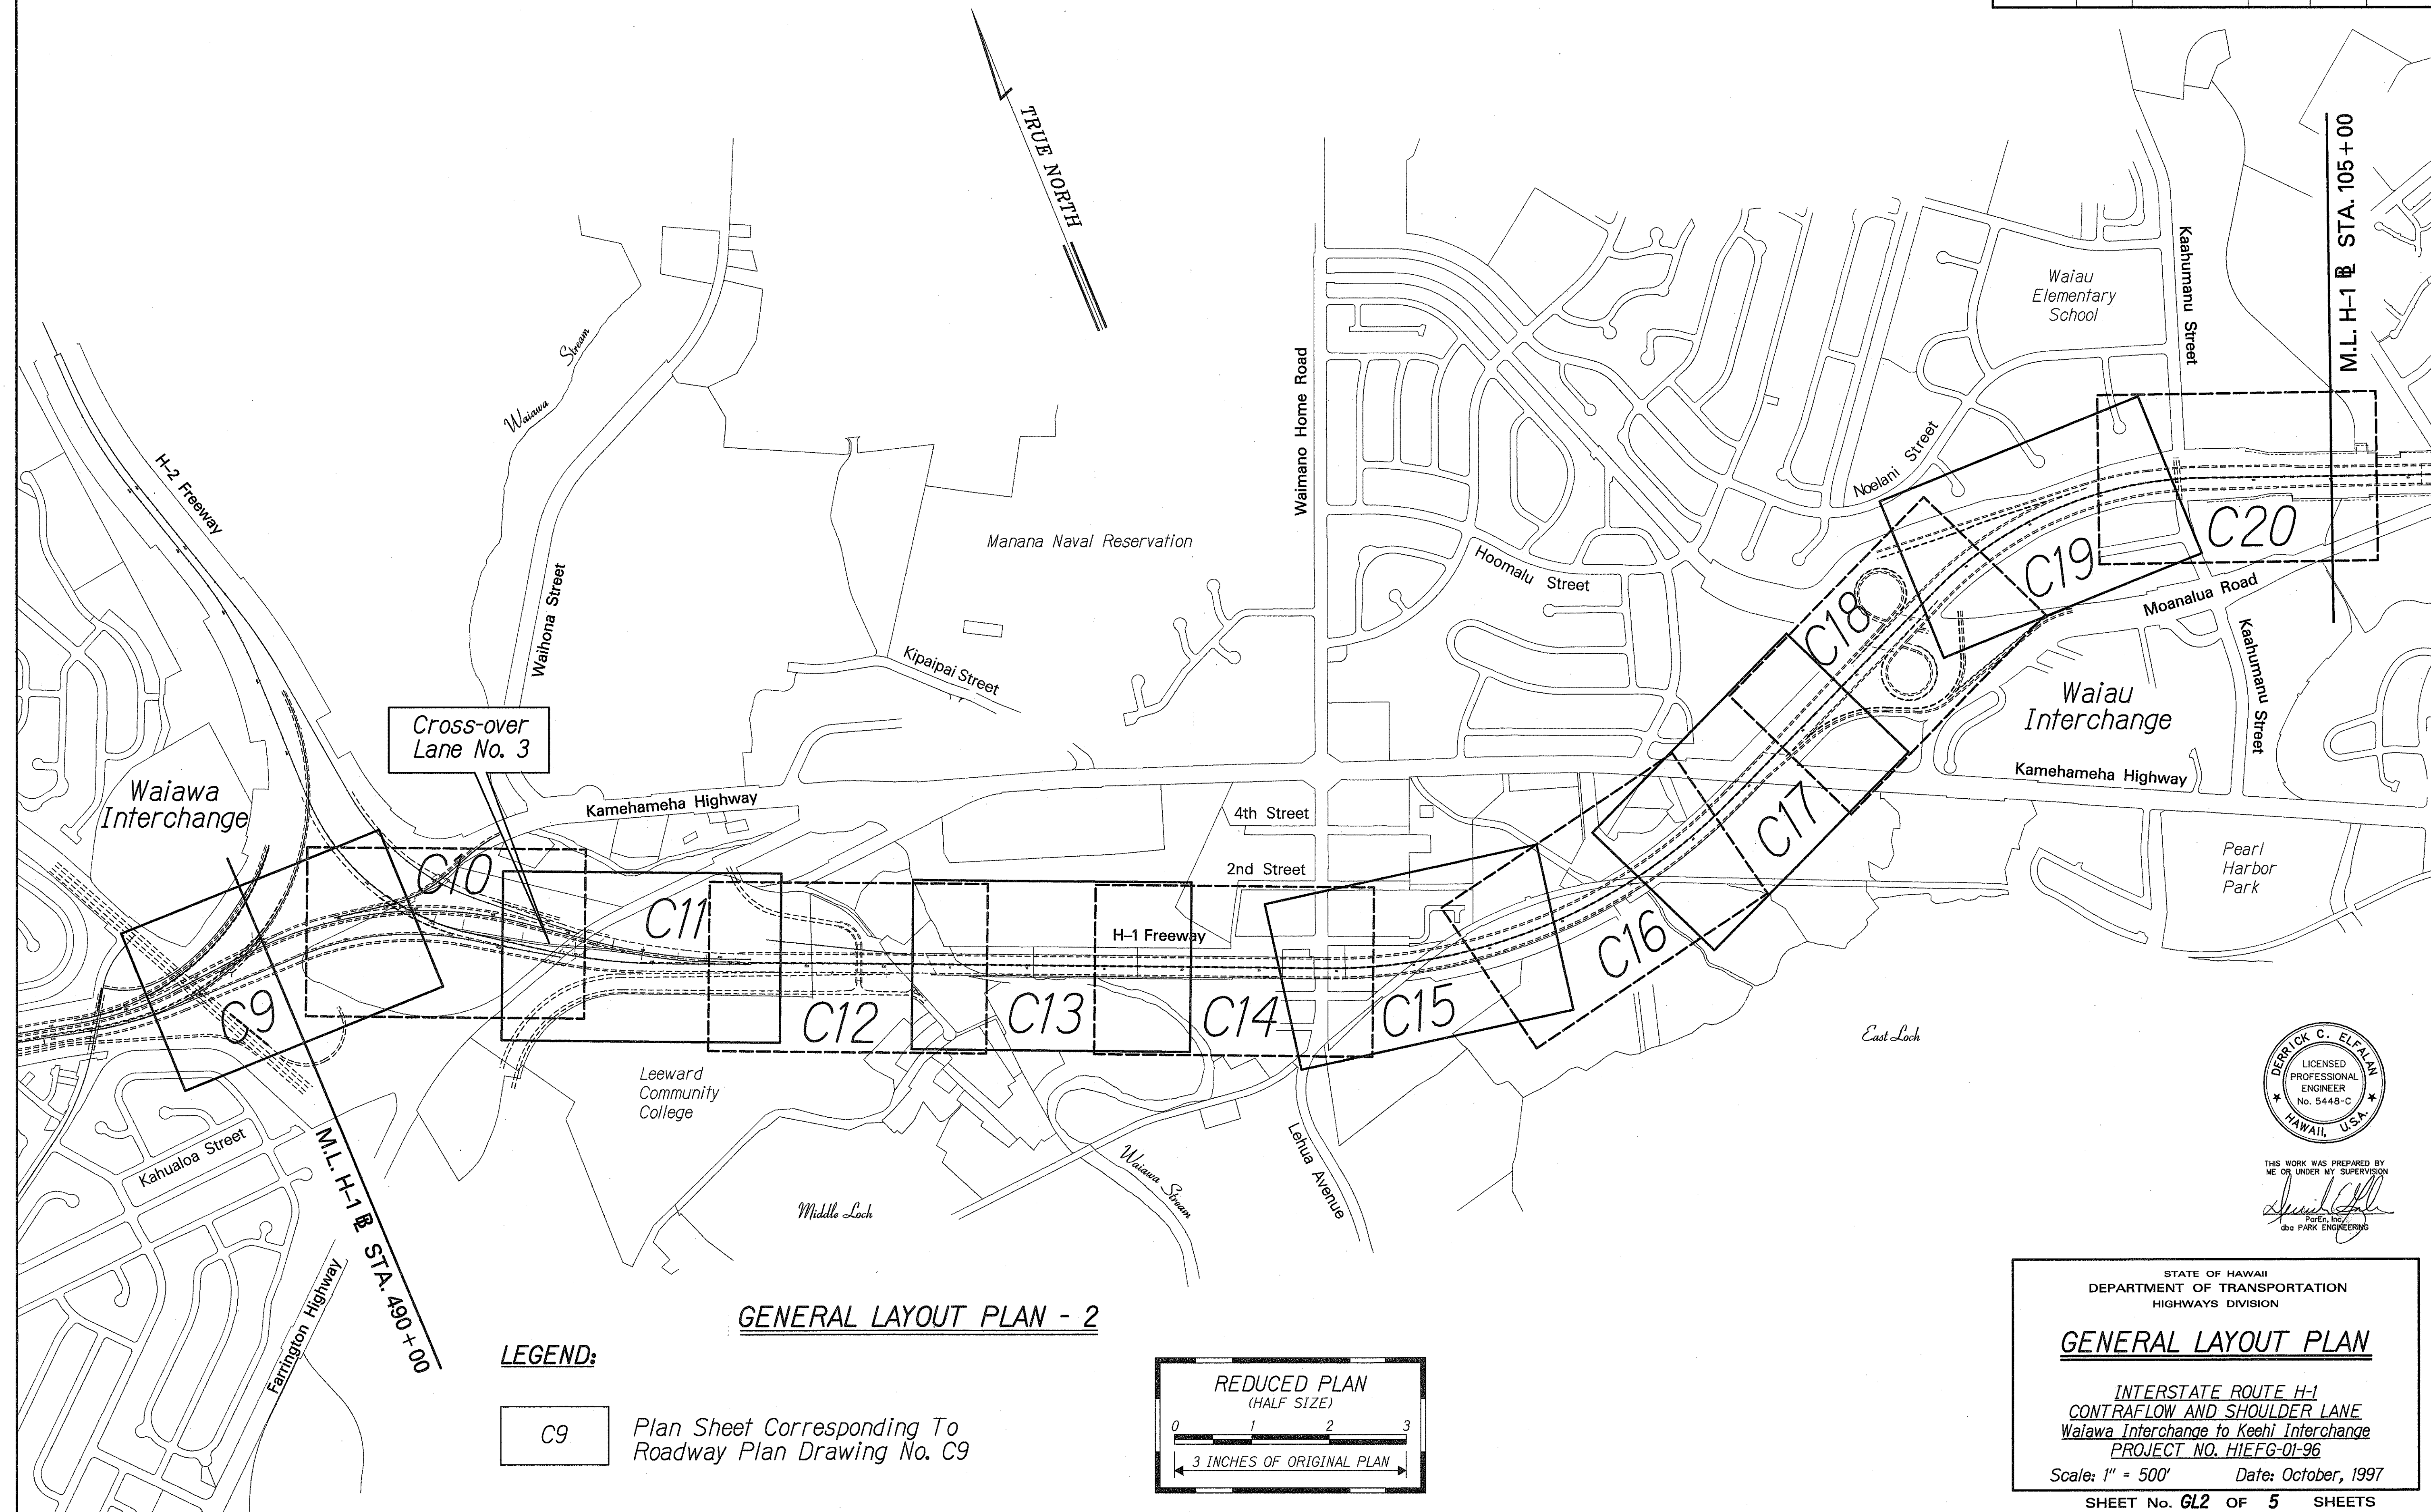 TRUE NORTH
M.L. H-1 BL STA. 105+00
Kaahumanu Street
Waiau
Elementary
School
Waimano Home Road
Waiawa Stream
H-2 Freeway
Noelani Street
C20
C19
Manana Naval Reservation
Hoomalu Street
Waihona Street
Kipaipai Street
Moanalua Road
Kaahumanu Street
C18
Waiau
Interchange
Cross-over
Lane No. 3
Kamehameha Highway
Waiawa
Interchange
Kamehameha Highway
4th Street
2nd Street
C17
Pearl
Harbor
Park
C10
C11
H-1 Freeway
C16
C9
C12
C13
C14
C15
East Loch
Leeward
Community
College
Kahualoa Street
M.L. H-1 BL STA. 490+00
Middle Loch
Waiawa Stream
Lehua Avenue
Farrington Highway
DERRICK C. ELFALAN
LICENSED
PROFESSIONAL
ENGINEER
No. 5448-C
HAWAII, U.S.A.
THIS WORK WAS PREPARED BY
ME OR UNDER MY SUPERVISION
ParEn, Inc.
dba PARK ENGINEERING
GENERAL LAYOUT PLAN - 2
LEGEND:
C9
Plan Sheet Corresponding To
Roadway Plan Drawing No. C9
REDUCED PLAN
(HALF SIZE)
0 1 2 3
3 INCHES OF ORIGINAL PLAN
STATE OF HAWAII
DEPARTMENT OF TRANSPORTATION
HIGHWAYS DIVISION
GENERAL LAYOUT PLAN
INTERSTATE ROUTE H-1
CONTRAFLOW AND SHOULDER LANE
Waiawa Interchange to Keehi Interchange
PROJECT NO. H1EFG-01-96
Scale: 1" = 500' Date: October, 1997
SHEET No. GL2 OF 5 SHEETS